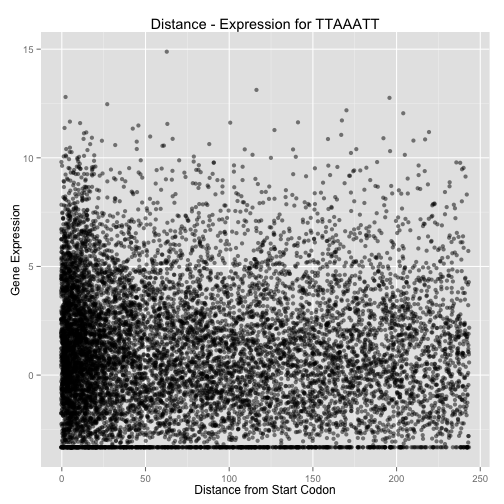 Distance - Expression for TTAAATT
15
10
5
0
Gene Expression
0 50 100 150 200 250
Distance from Start Codon